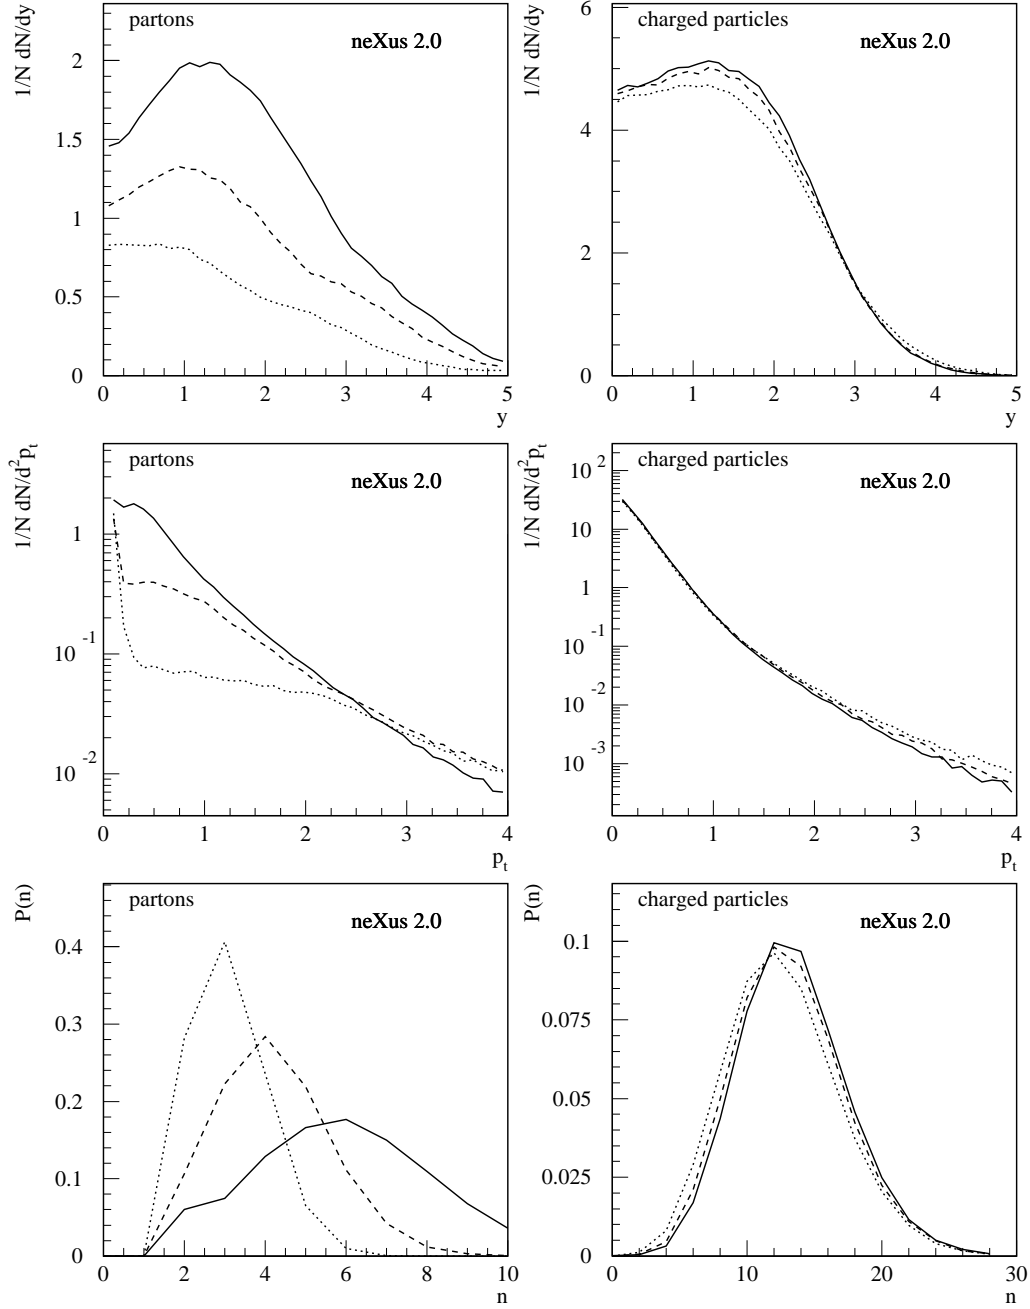 1/N dN/dy
partons
neXus 2.0
2
1.5
1
0.5
0
0 1 2 3 4 5
y
1/N dN/dy
charged particles
neXus 2.0
6
4
2
0
0 1 2 3 4 5
y
1/N dN/d²pₜ
partons
neXus 2.0
1
10⁻¹
10⁻²
0 1 2 3 4
pₜ
1/N dN/d²pₜ
charged particles
neXus 2.0
10²
10
1
10⁻¹
10⁻²
10⁻³
0 1 2 3 4
pₜ
P(n)
partons
neXus 2.0
0.4
0.3
0.2
0.1
0
0 2 4 6 8 10
n
P(n)
charged particles
neXus 2.0
0.1
0.075
0.05
0.025
0
0 10 20 30
n